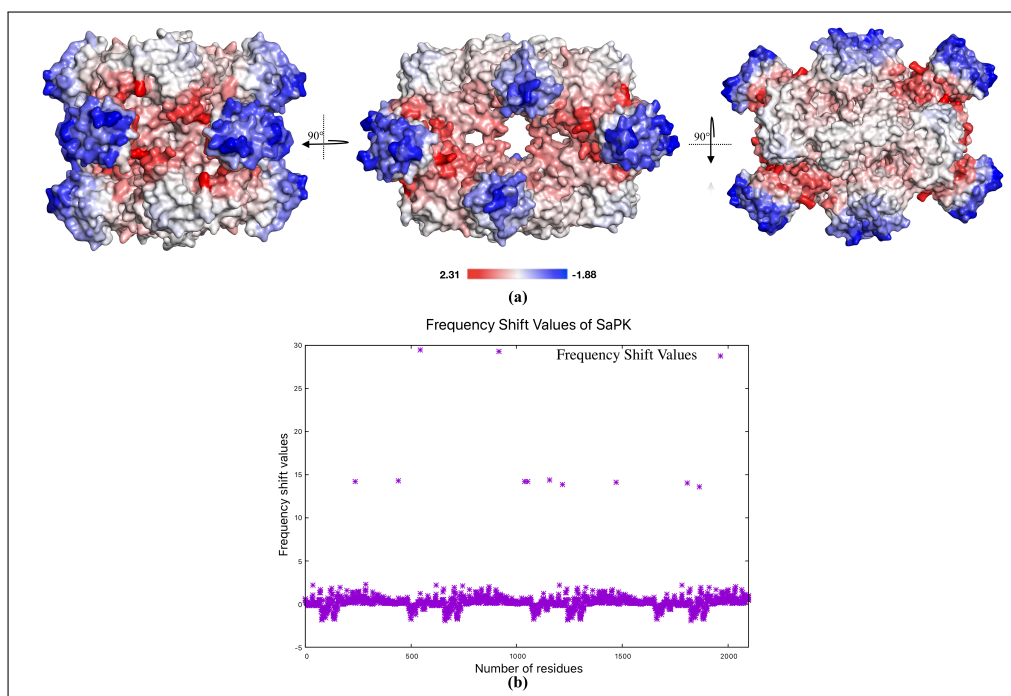 90°
90°
2.31 -1.88
(a)
Frequency Shift Values of SaPK
Frequency Shift Values
30
25
20
15
10
5
0
-5
Frequency shift values
0 500 1000 1500 2000
Number of residues
(b)